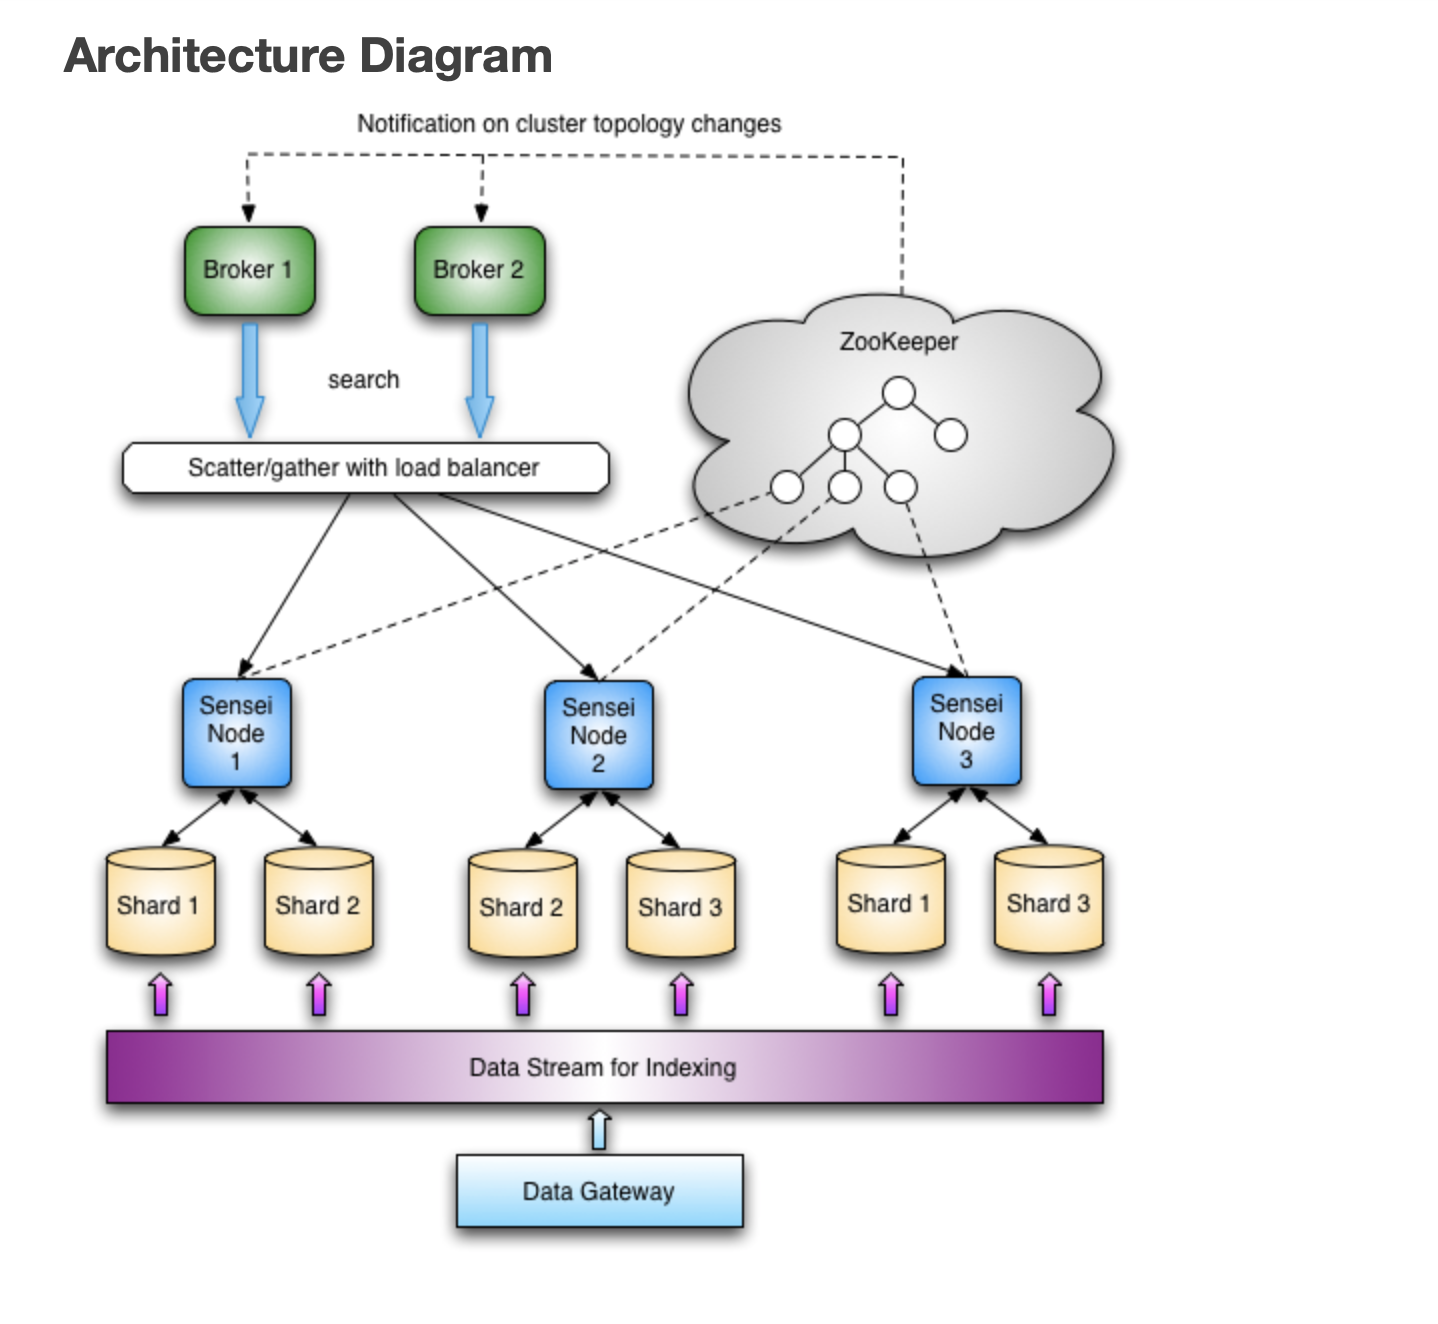 Architecture Diagram
Notification on cluster topology changes
Broker 1
Broker 2
ZooKeeper
search
Scatter/gather with load balancer
Sensei
Node
1
Sensei
Node
2
Sensei
Node
3
Shard 1
Shard 2
Shard 2
Shard 3
Shard 1
Shard 3
Data Stream for Indexing
Data Gateway